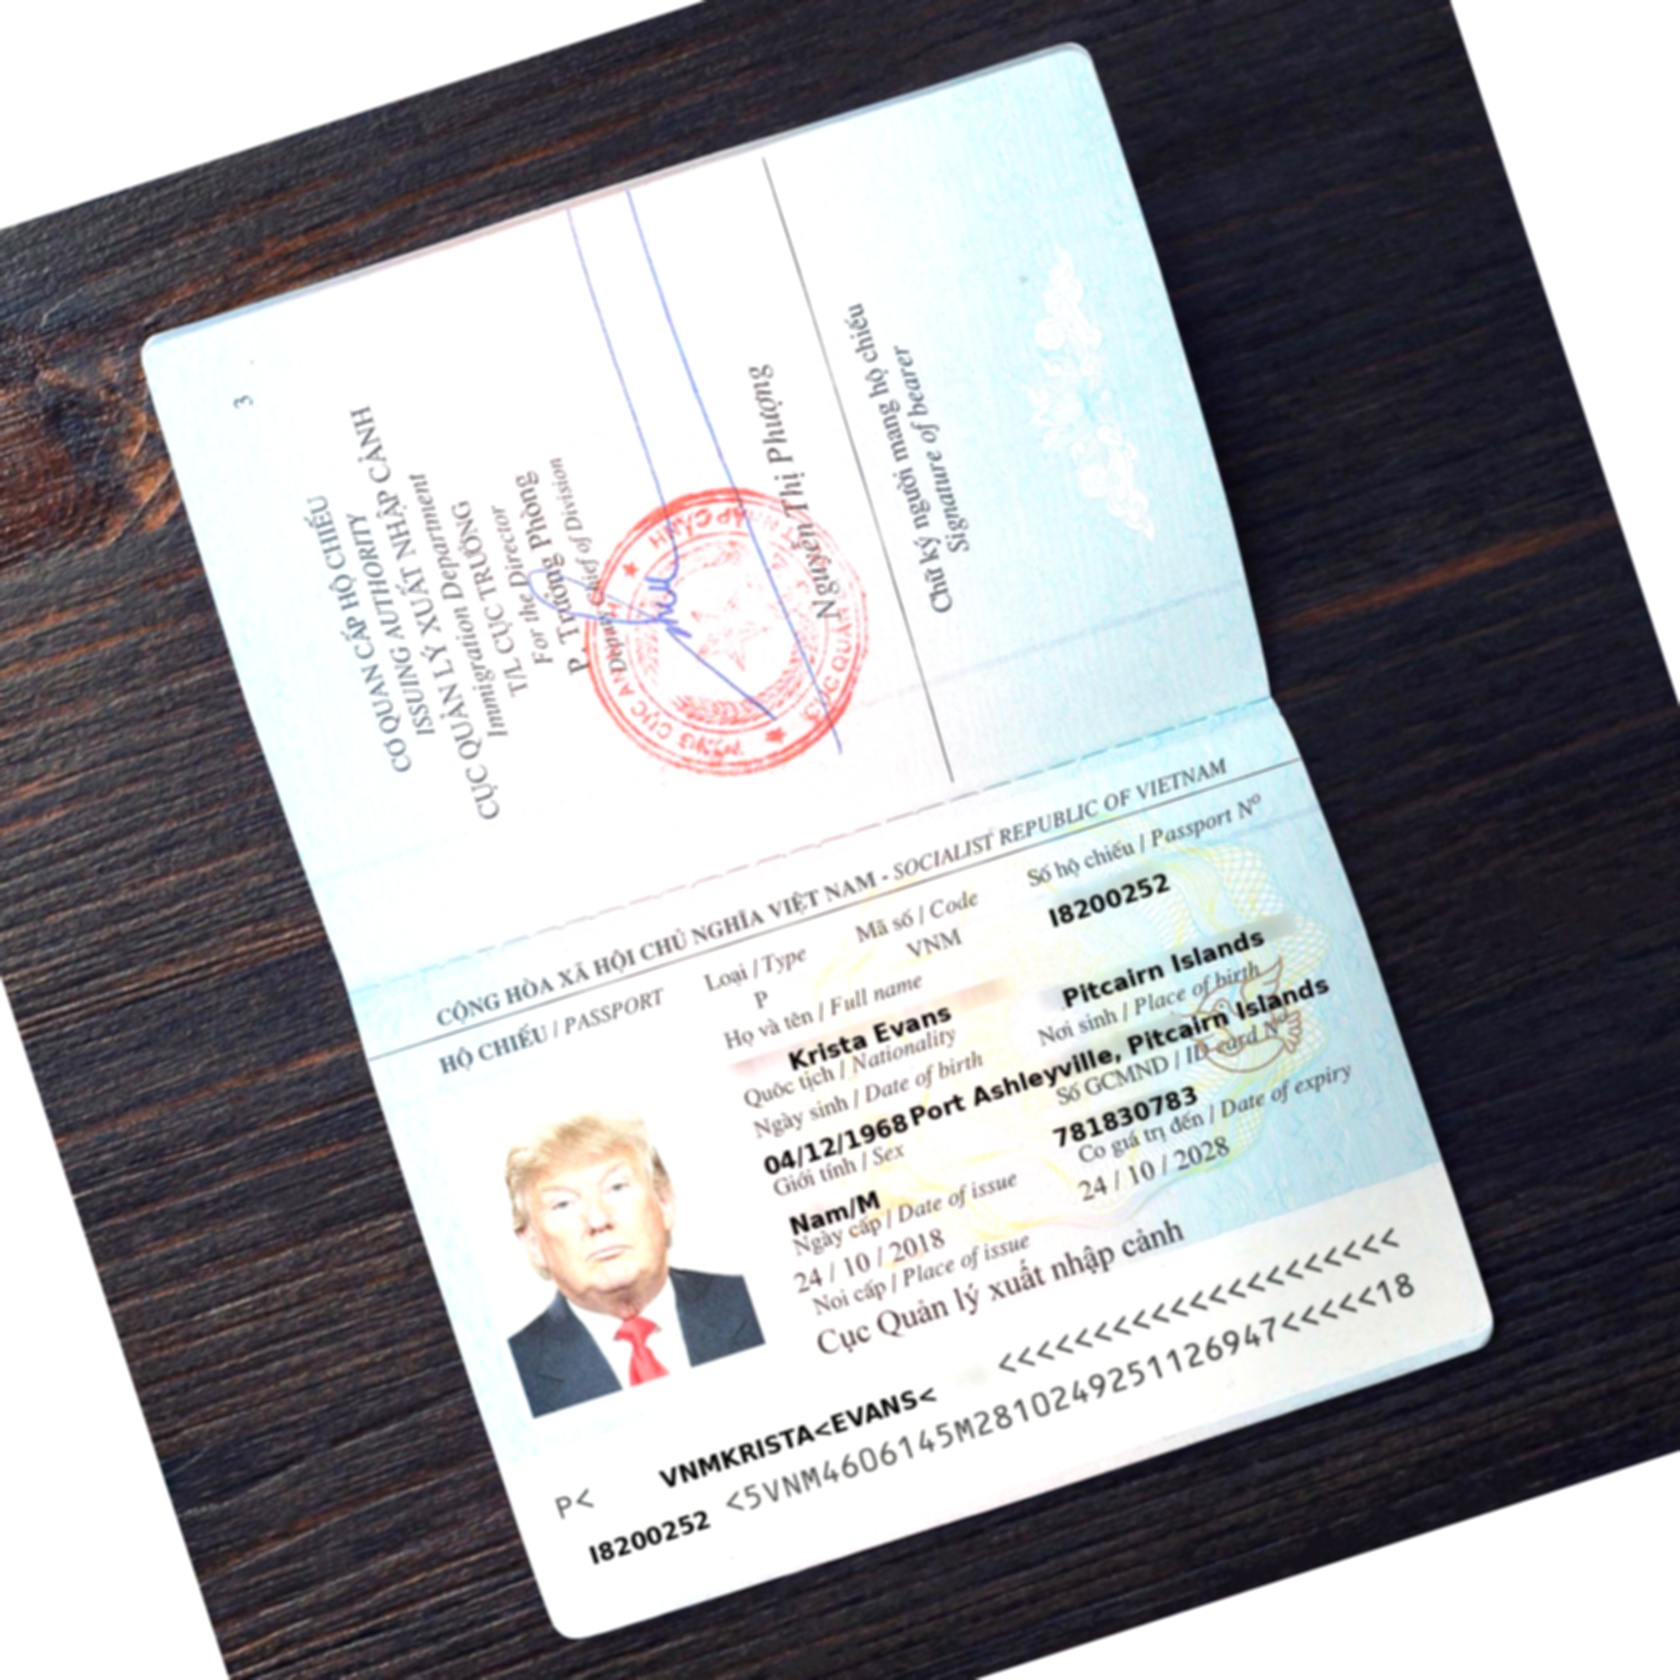 3
CƠ QUAN CẤP HỘ CHIẾU
ISSUING AUTHORITY
CỤC QUẢN LÝ XUẤT NHẬP CẢNH
Immigration Department
T/L CỤC TRƯỞNG
For the Director
P. Trưởng Phòng
Deputy Chief of Division
Nguyễn Thị Phượng
Chữ ký người mang hộ chiếu
Signature of bearer
CỘNG HÒA XÃ HỘI CHỦ NGHĨA VIỆT NAM - SOCIALIST REPUBLIC OF VIETNAM
HỘ CHIẾU / PASSPORT
Loại / Type
Mã số / Code
Số hộ chiếu / Passport Nº
P
VNM
I8200252
Họ và tên / Full name
Krista Evans
Pitcairn Islands
Quốc tịch / Nationality
Nơi sinh / Place of birth
Ngày sinh / Date of birth
04/12/1968 Port Ashleyville, Pitcairn Islands
Giới tính / Sex
Số GCMND / ID card Nº
Nam/M
781830783
Ngày cấp / Date of issue
Có giá trị đến / Date of expiry
24 / 10 / 2018
24 / 10 / 2028
Nơi cấp / Place of issue
Cục Quản lý xuất nhập cảnh
P< VNMKRISTA<EVANS< <<<<<<<<<<<<<<<<<<<<<
I8200252 <5VNM4606145M2810249251126947<<<<<18